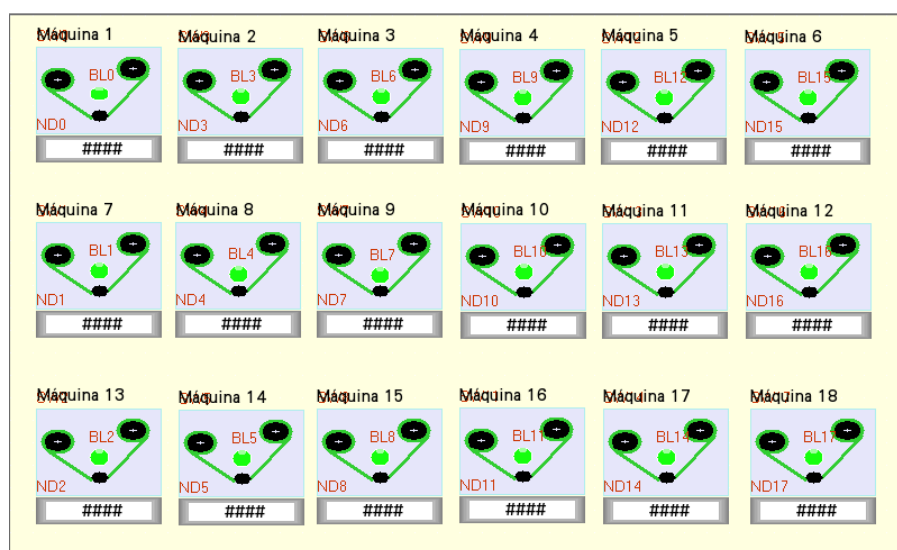 Máquina 1 Máquina 2 Máquina 3 Máquina 4 Máquina 5 Máquina 6
BL0 BL3 BL6 BL9 BL12 BL15
ND0 ND3 ND6 ND9 ND12 ND15
#### #### #### #### #### ####
Máquina 7 Máquina 8 Máquina 9 Máquina 10 Máquina 11 Máquina 12
BL1 BL4 BL7 BL10 BL13 BL16
ND1 ND4 ND7 ND10 ND13 ND16
#### #### #### #### #### ####
Máquina 13 Máquina 14 Máquina 15 Máquina 16 Máquina 17 Máquina 18
BL2 BL5 BL8 BL11 BL14 BL17
ND2 ND5 ND8 ND11 ND14 ND17
#### #### #### #### #### ####